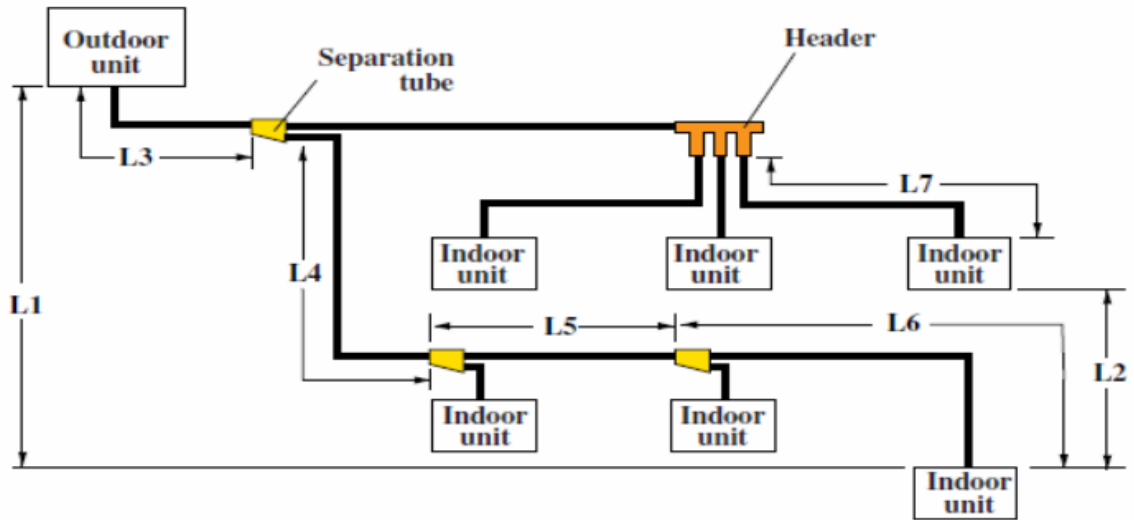 Outdoor
unit
Separation
tube
Header
L3
L7
Indoor
unit
Indoor
unit
Indoor
unit
L4
L1
L5
L6
L2
Indoor
unit
Indoor
unit
Indoor
unit